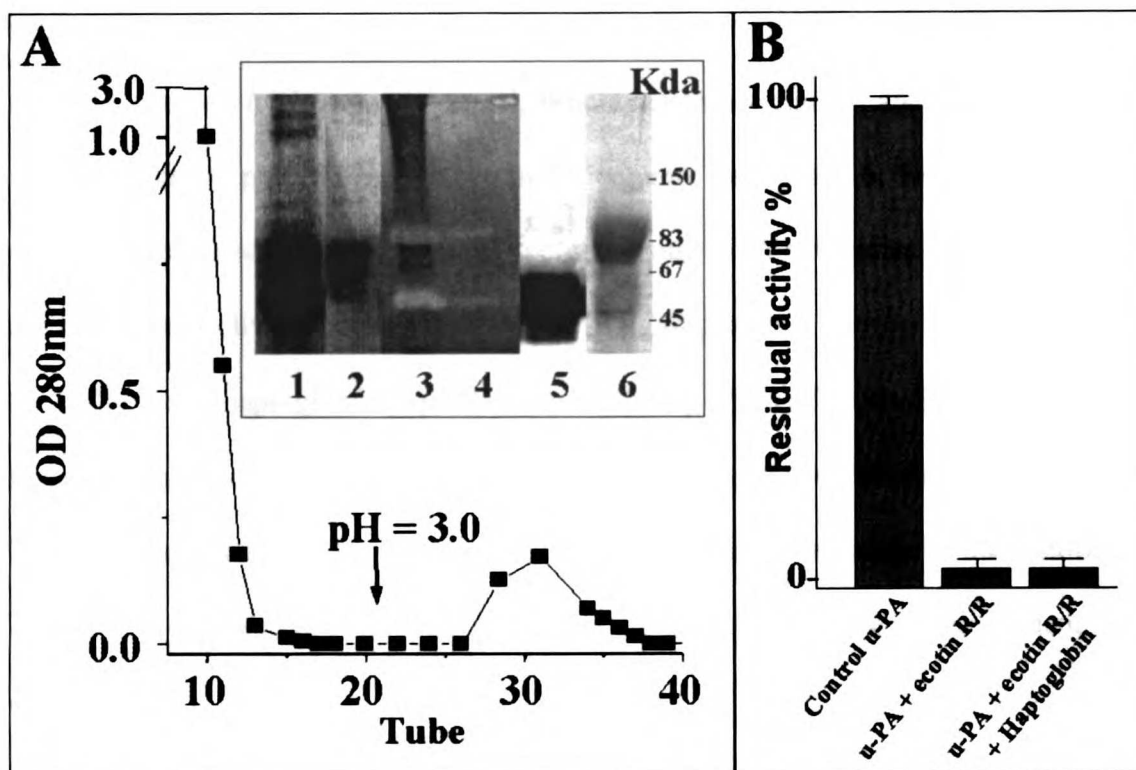 A
3.0
1.0
0.5
0.0
OD 280nm
Kda
-150
-83
-67
-45
1 2 3 4 5 6
pH = 3.0
10 20 30 40
Tube
B
100
0
Residual activity %
Control u-PA
u-PA + ecotin R/R
u-PA + ecotin R/R
+ Haptoglobin